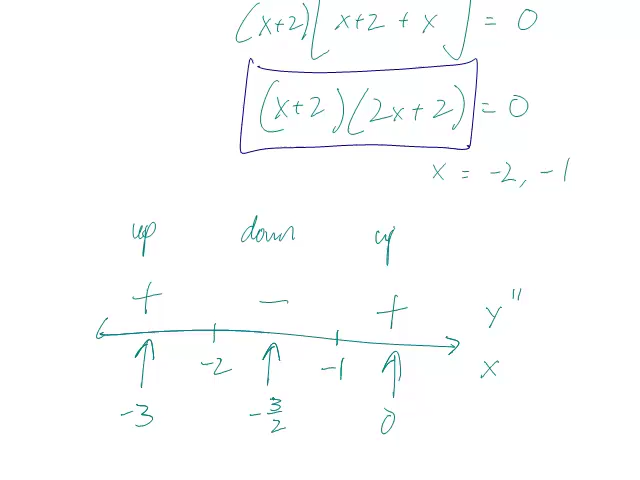 (x+2)[x+2+x] = 0
(x+2)(2x+2) = 0
x = -2, -1
up down up
+ - + y''
-2 -1 x
-3 -3/2 0